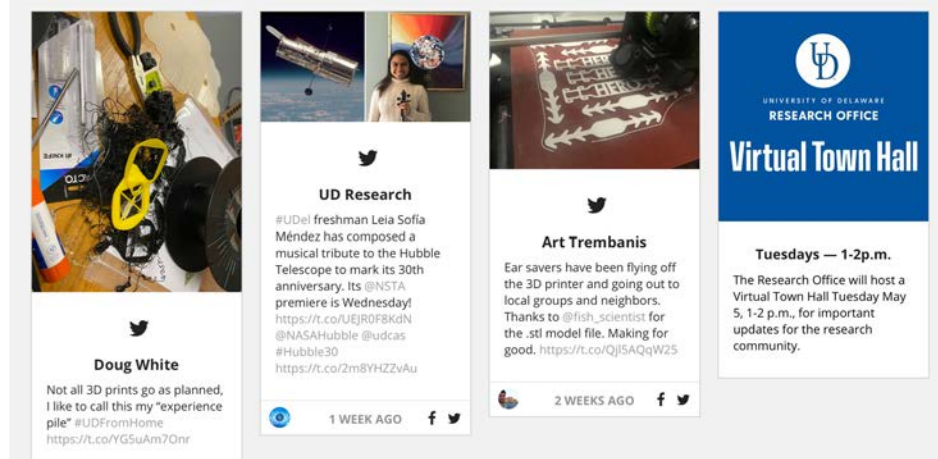 Doug White
Not all 3D prints go as planned,
I like to call this my “experience
pile” #UDFromHome
https://t.co/YG5uAm7Onr
UD Research
#UDel freshman Leia Sofía
Méndez has composed a
musical tribute to the Hubble
Telescope to mark its 30th
anniversary. Its @NSTA
premiere is Wednesday!
https://t.co/UEJR0F8KdN
@NASAHubble @udcas
#Hubble30
https://t.co/2m8YHZZvAu
1 WEEK AGO
HERO
Art Trembanis
Ear savers have been flying off
the 3D printer and going out to
local groups and neighbors.
Thanks to @fish_scientist for
the .stl model file. Making for
good. https://t.co/Qjl5AQqW25
2 WEEKS AGO
UD
UNIVERSITY OF DELAWARE
RESEARCH OFFICE
Virtual Town Hall
Tuesdays — 1-2p.m.
The Research Office will host a
Virtual Town Hall Tuesday May
5, 1-2 p.m., for important
updates for the research
community.